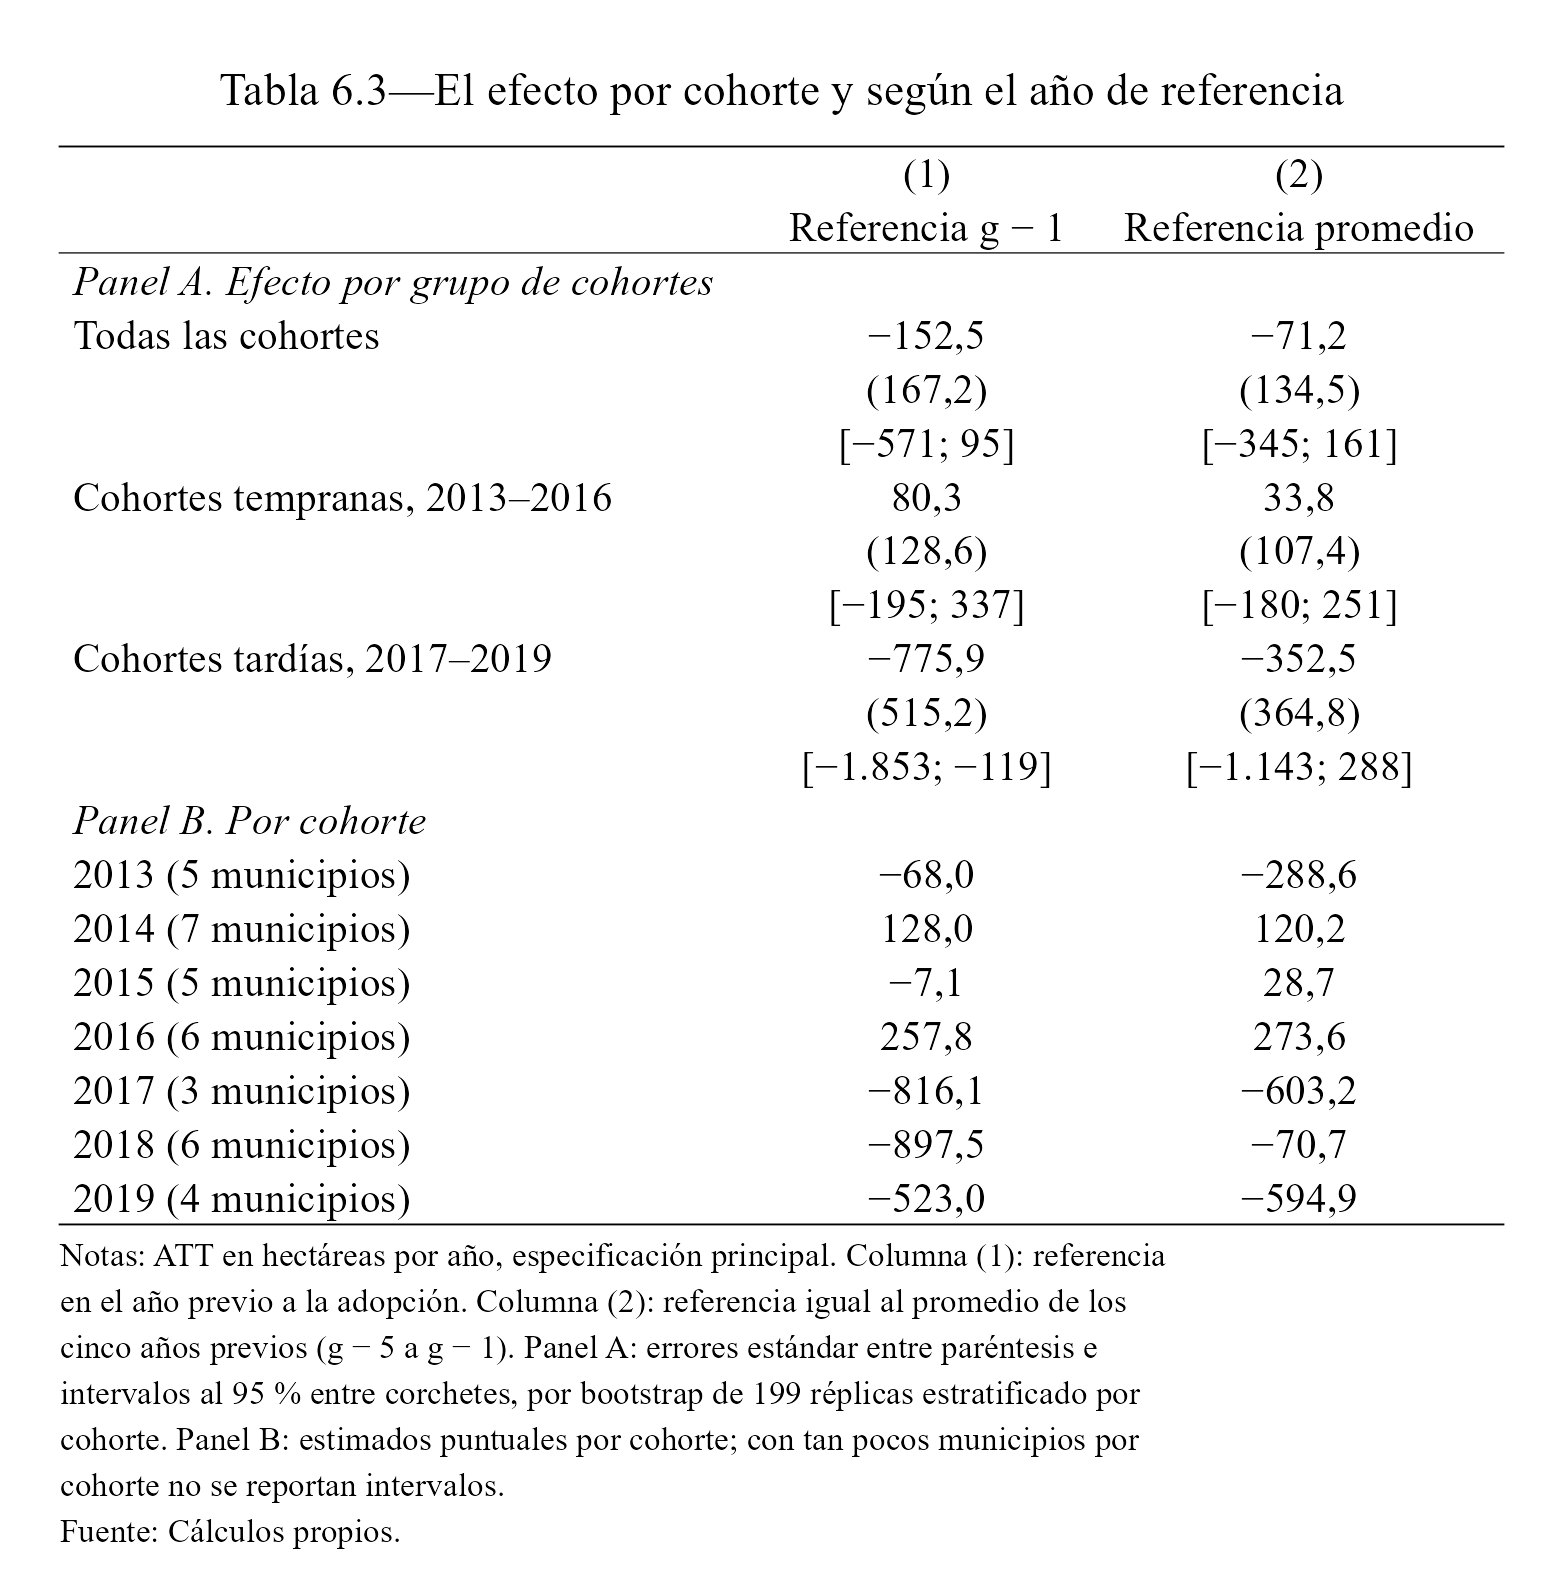 Tabla 6.3—El efecto por cohorte y según el año de referencia
(1) (2)
Referencia g − 1 Referencia promedio
Panel A. Efecto por grupo de cohortes
Todas las cohortes −152,5 −71,2
(167,2) (134,5)
[−571; 95] [−345; 161]
Cohortes tempranas, 2013–2016 80,3 33,8
(128,6) (107,4)
[−195; 337] [−180; 251]
Cohortes tardías, 2017–2019 −775,9 −352,5
(515,2) (364,8)
[−1.853; −119] [−1.143; 288]
Panel B. Por cohorte
2013 (5 municipios) −68,0 −288,6
2014 (7 municipios) 128,0 120,2
2015 (5 municipios) −7,1 28,7
2016 (6 municipios) 257,8 273,6
2017 (3 municipios) −816,1 −603,2
2018 (6 municipios) −897,5 −70,7
2019 (4 municipios) −523,0 −594,9
Notas: ATT en hectáreas por año, especificación principal. Columna (1): referencia
en el año previo a la adopción. Columna (2): referencia igual al promedio de los
cinco años previos (g − 5 a g − 1). Panel A: errores estándar entre paréntesis e
intervalos al 95 % entre corchetes, por bootstrap de 199 réplicas estratificado por
cohorte. Panel B: estimados puntuales por cohorte; con tan pocos municipios por
cohorte no se reportan intervalos.
Fuente: Cálculos propios.